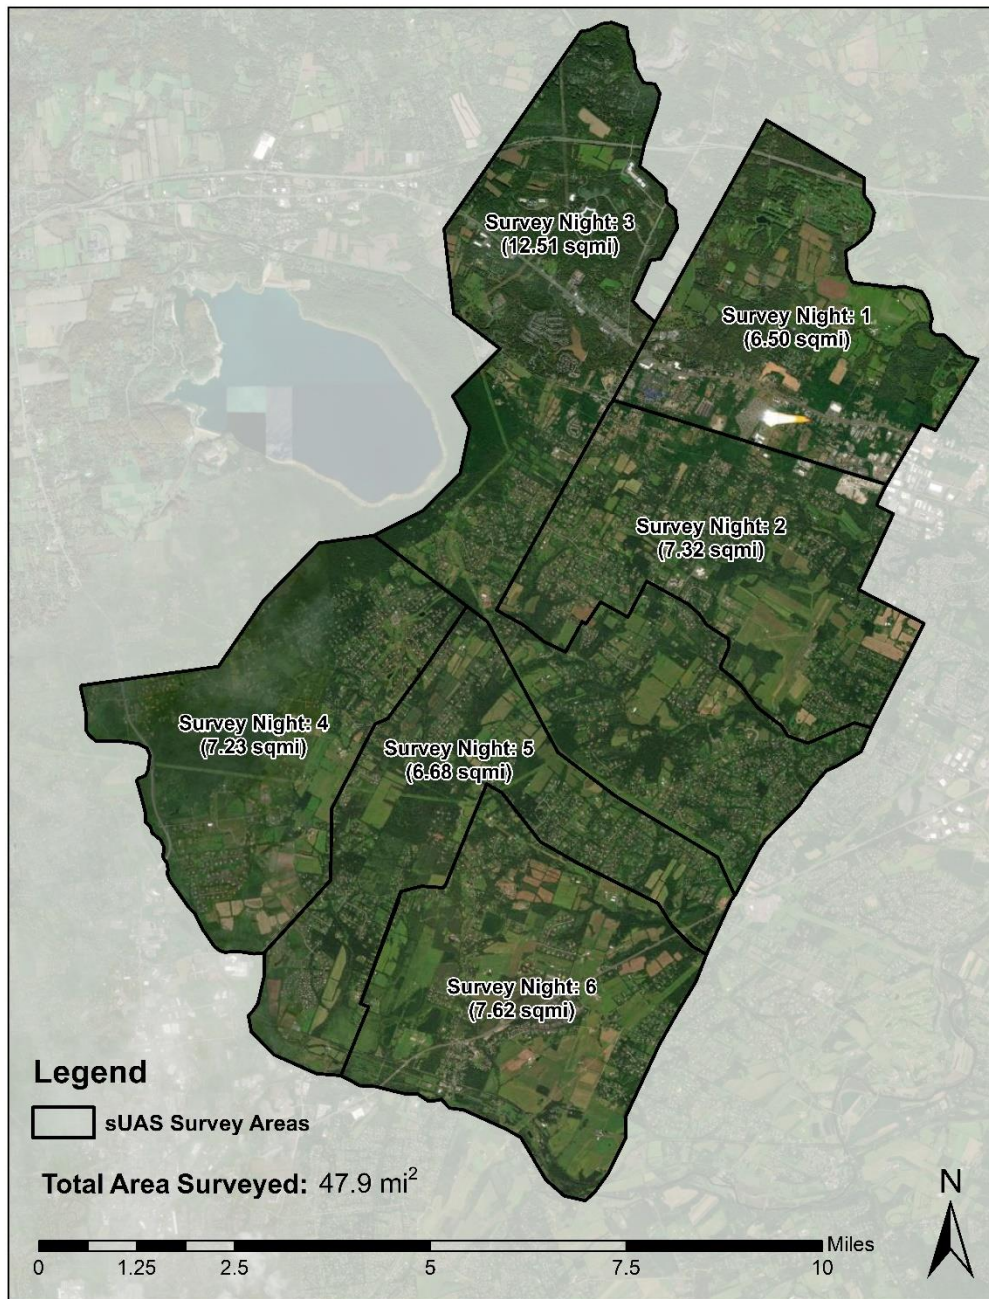 Survey Night: 3
(12.51 sqmi)
Survey Night: 1
(6.50 sqmi)
Survey Night: 2
(7.32 sqmi)
Survey Night: 4
(7.23 sqmi)
Survey Night: 5
(6.68 sqmi)
Survey Night: 6
(7.62 sqmi)
Legend
sUAS Survey Areas
Total Area Surveyed: 47.9 mi²
N
Miles
0 1.25 2.5 5 7.5 10